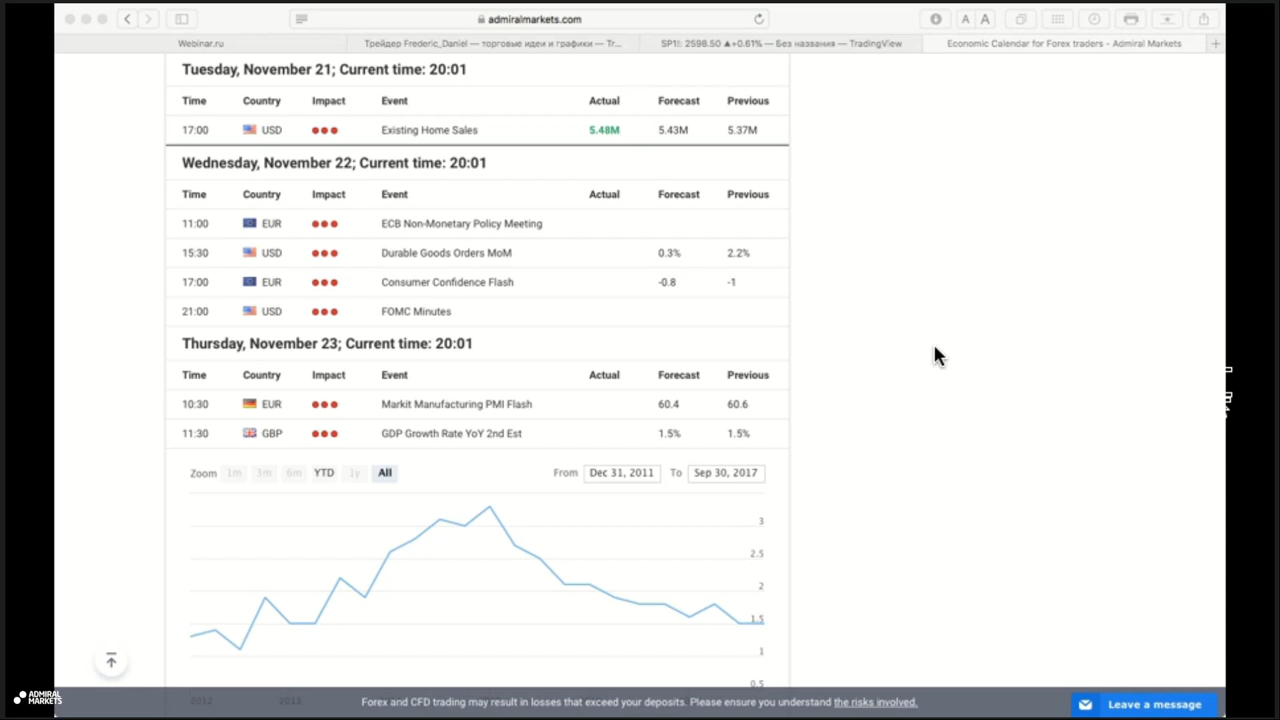 admiralmarkets.com
A A
Webinar.ru
Трейдер Frederic_Daniel — торговые идеи и графики — Tr...
SP1!: 2598.50 ▲+0.61% — Без названия — TradingView
Economic Calendar for Forex traders - Admiral Markets
Tuesday, November 21; Current time: 20:01
Time Country Impact Event Actual Forecast Previous
17:00 USD Existing Home Sales 5.48M 5.43M 5.37M
Wednesday, November 22; Current time: 20:01
Time Country Impact Event Actual Forecast Previous
11:00 EUR ECB Non-Monetary Policy Meeting
15:30 USD Durable Goods Orders MoM 0.3% 2.2%
17:00 EUR Consumer Confidence Flash -0.8 -1
21:00 USD FOMC Minutes
Thursday, November 23; Current time: 20:01
Time Country Impact Event Actual Forecast Previous
10:30 EUR Markit Manufacturing PMI Flash 60.4 60.6
11:30 GBP GDP Growth Rate YoY 2nd Est 1.5% 1.5%
Zoom 1m 3m 6m YTD 1y All From Dec 31, 2011 To Sep 30, 2017
3
2.5
2
1.5
1
0.5
2012 2013
ADMIRAL MARKETS
Forex and CFD trading may result in losses that exceed your deposits. Please ensure you understand the risks involved.
Leave a message